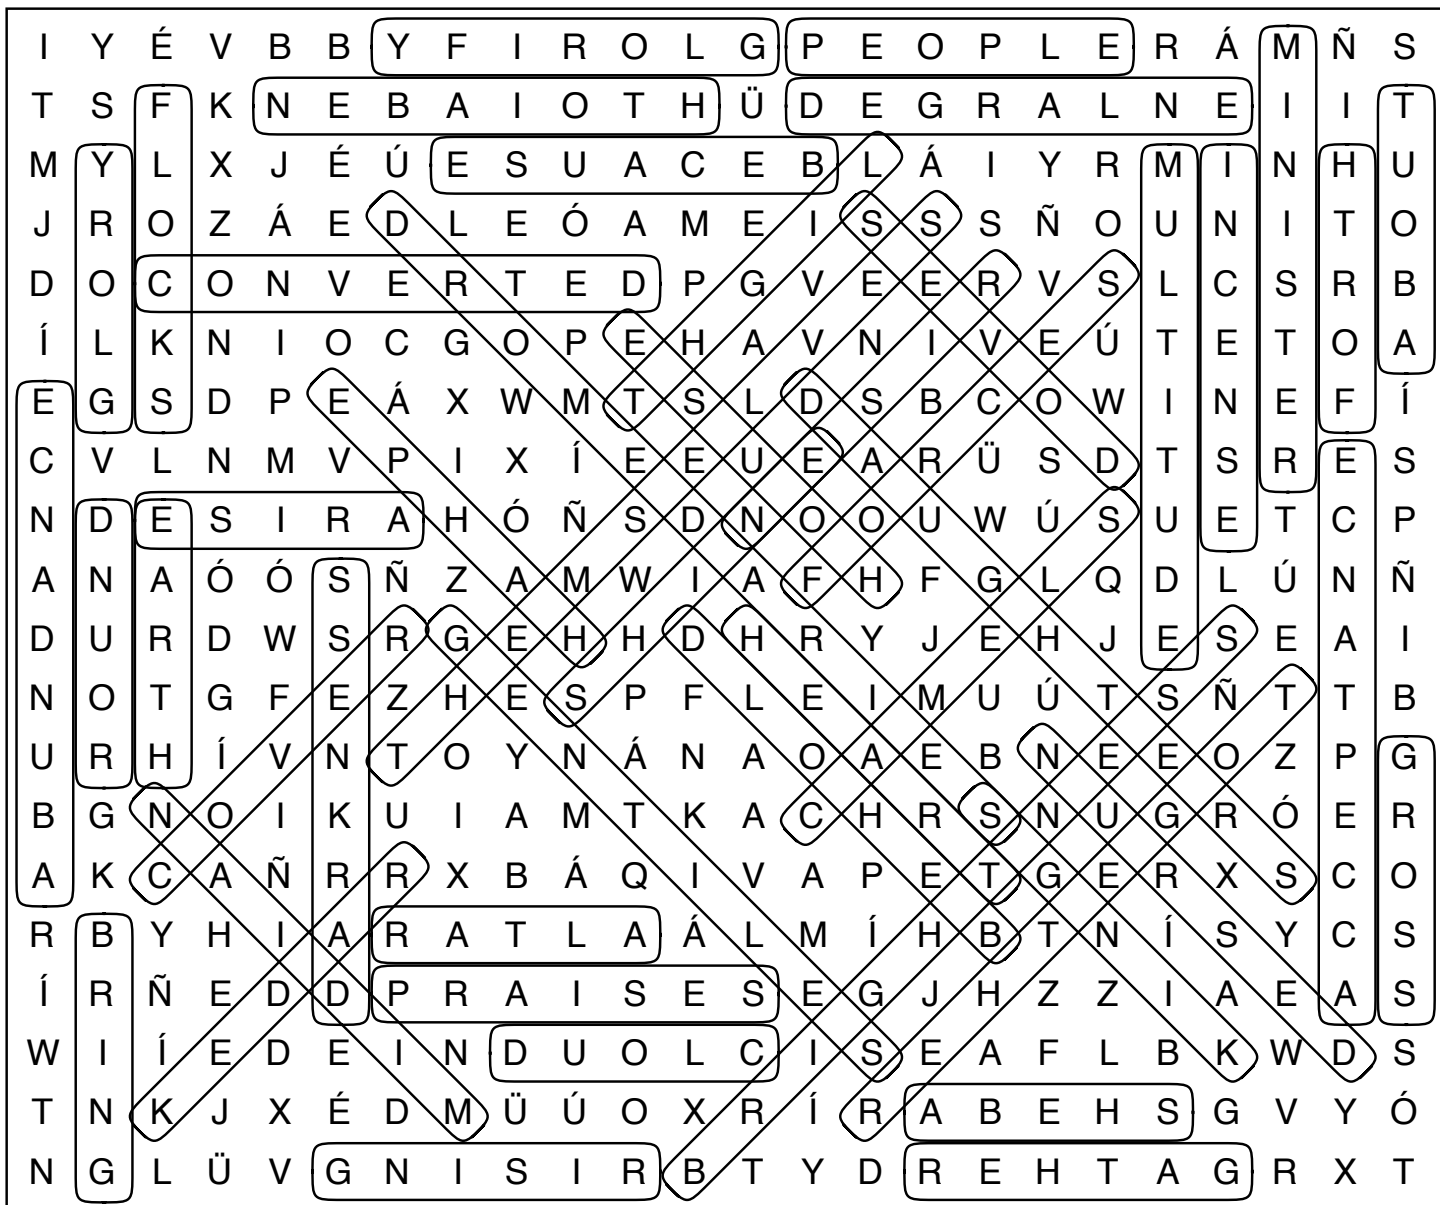 I Y É V B B Y F I R O L G P E O P L E R Á M Ñ S
T S F K N E B A I O T H Ü D E G R A L N E I I T
M Y L X J É Ú E S U A C E B L Á I Y R M I N H U
J R O Z Á E D L E Ó A M E I S S S Ñ O U N I T O
D O C O N V E R T E D P G V E E R V S L C S R B
Í L K N I O C G O P E H A V N I V E Ú T E T O A
E G S D P E Á X W M T S L D S B C O W I N E F Í
C V L N M V P I X Í E E U E A R Ü S D T S R E S
N D E S I R A H Ó Ñ S D N O O U W Ú S U E T C P
A N A Ó Ó S Ñ Z A M W I A F H F G L Q D L Ú N Ñ
D U R D W S R G E H H D H R Y J E H J E S E A I
N O T G F E Z H E S P F L E I M U Ú T S Ñ T T B
U R H Í V N T O Y N Á N A O A E B N E E O Z P G
B G N O I K U I A M T K A C H R S N U G R Ó E R
A K C A Ñ R R X B Á Q I V A P E T G E R X S C O
R B Y H I A R A T L A Á L M Í H B T N Í S Y C S
Í R Ñ E D D P R A I S E S E G J H Z Z I A E A S
W I Í E D E I N D U O L C I S E A F L B K W D S
T N K J X É D M Ü Ú O X R Í R A B E H S G V Y Ó
N G L Ü V G N I S I R B T Y D R E H T A G R X T